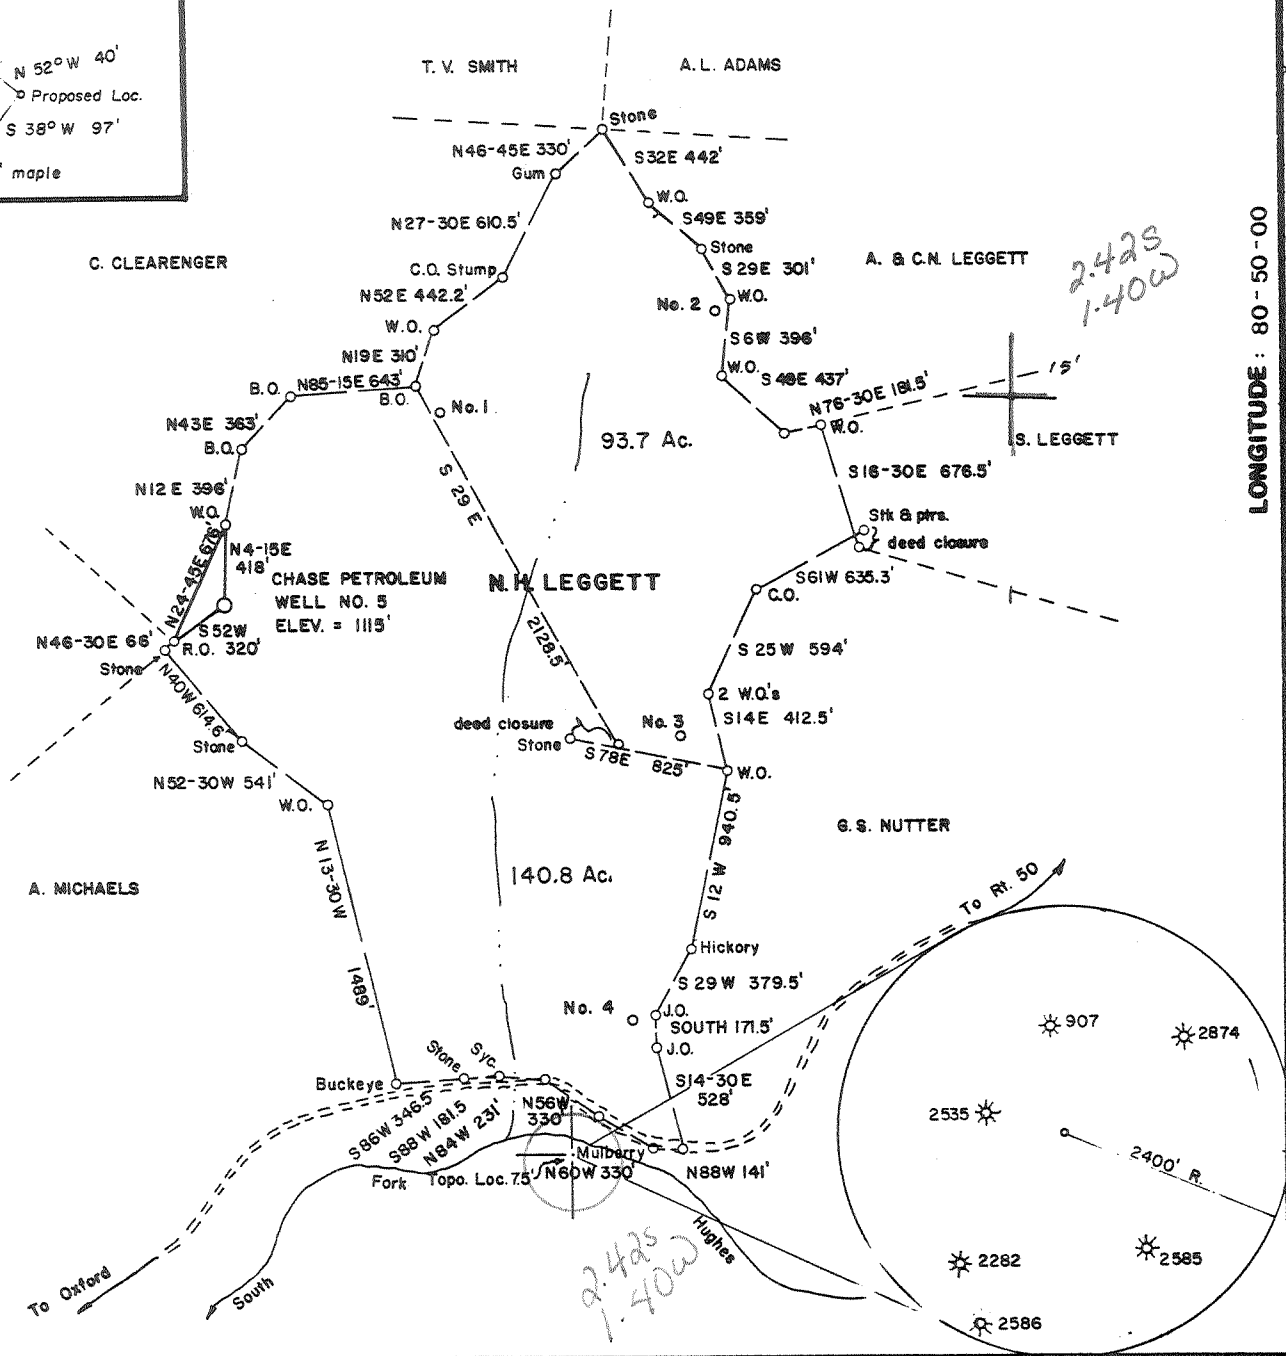 N 52° W 40'
Proposed Loc.
S 38° W 97'
maple
T. V. SMITH
A. L. ADAMS
Stone
N46-45E 330'
S32E 442'
Gum
W.O.
S49E 359'
N27-30E 610.5'
Stone
C. CLEARENGER
A. & C.N. LEGGETT
2.42S
1.40W
C.O. Stump
S29E 301'
N52E 442.2'
W.O.
No. 2
W.O.
S6W 396'
N19E 310'
W.O.
S48E 437'
15'
B.O.
N85-15E 643'
B.O.
No. 1
N76-30E 181.5'
W.O.
N43E 363'
93.7 Ac.
S. LEGGETT
B.O.
S 29 E
S16-30E 676.5'
N12E 396'
W.O.
Stk & ptrs.
deed closure
N24-45E 676'
N4-15E
418'
CHASE PETROLEUM
WELL NO. 5
ELEV. = 1115'
N.H. LEGGETT
S61W 635.3'
C.O.
N46-30E 66'
S52W
320'
R.O.
2128.5'
S 25W 594'
Stone
N40W 614.6'
2 W.O.'s
deed closure
No. 3
S14E 412.5'
Stone
Stone
S78E 825'
W.O.
N52-30W 541'
W.O.
G.S. NUTTER
N13-30W
S 12 W 940.5'
A. MICHAELS
140.8 Ac.
To Rt. 50
Hickory
1489'
S 29 W 379.5'
No. 4
J.O.
SOUTH 171.5'
J.O.
907
2874
Buckeye
Stone
Syc.
S14-30E
528'
N56W
330'
2535
S86W 346.5'
S88W 181.5
N84W 231'
Mulberry
2400' R.
Fork
Topo. Loc. 7.5'
N60W 330'
N88W 141'
Hughes
2.42S
1.40W
2282
2585
To Oxford
South
2586
LONGITUDE: 80-50-00